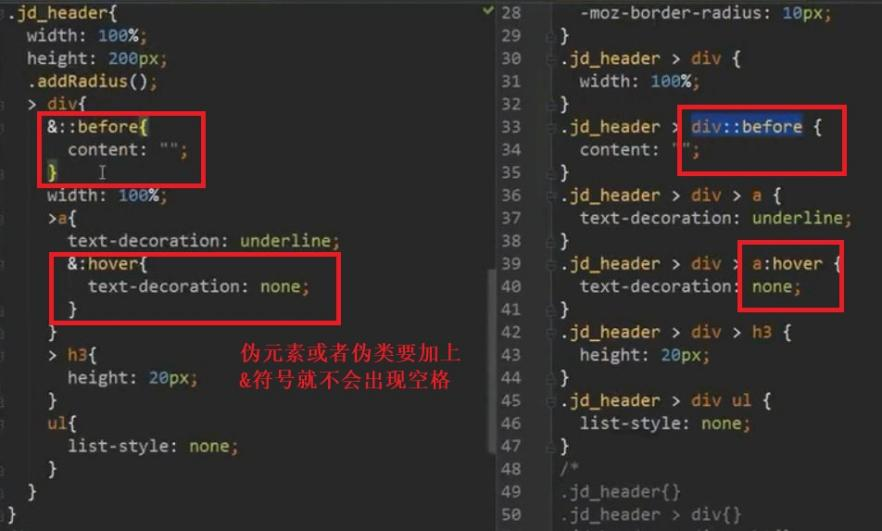 .jd_header{
width: 100%;
height: 200px;
.addRadius();
> div{
&::before{
content: "";
}
width: 100%;
>a{
text-decoration: underline;
&:hover{
text-decoration: none;
}
}
> h3{
height: 20px;
}
ul{
list-style: none;
}
}
}
伪元素或者伪类要加上
&符号就不会出现空格
28 -moz-border-radius: 10px;
29 }
30 .jd_header > div {
31 width: 100%;
32 }
33 .jd_header > div::before {
34 content: "";
35 }
36 .jd_header > div > a {
37 text-decoration: underline;
38 }
39 .jd_header > div > a:hover {
40 text-decoration: none;
41 }
42 .jd_header > div > h3 {
43 height: 20px;
44 }
45 .jd_header > div ul {
46 list-style: none;
47 }
48 /*
49 .jd_header{}
50 .jd_header > div{}